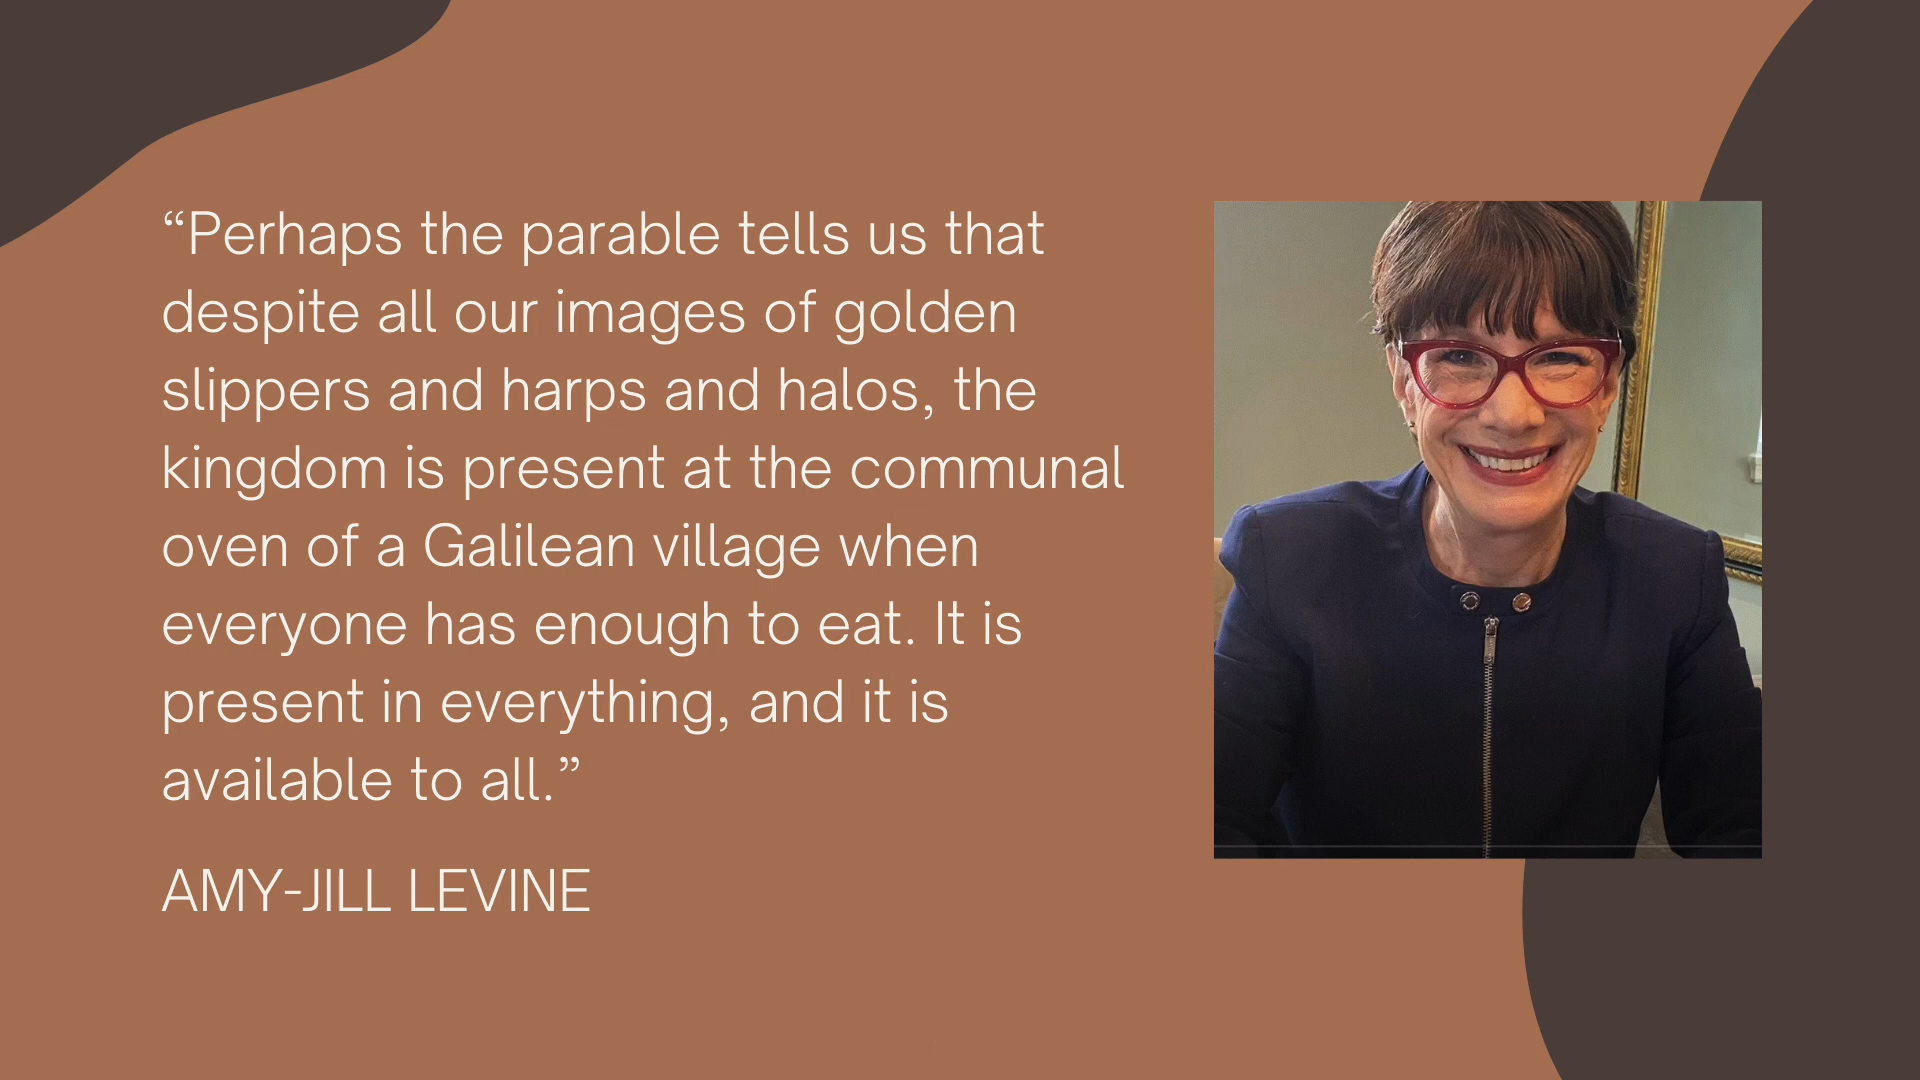 “Perhaps the parable tells us that
despite all our images of golden
slippers and harps and halos, the
kingdom is present at the communal
oven of a Galilean village when
everyone has enough to eat. It is
present in everything, and it is
available to all.”
AMY-JILL LEVINE